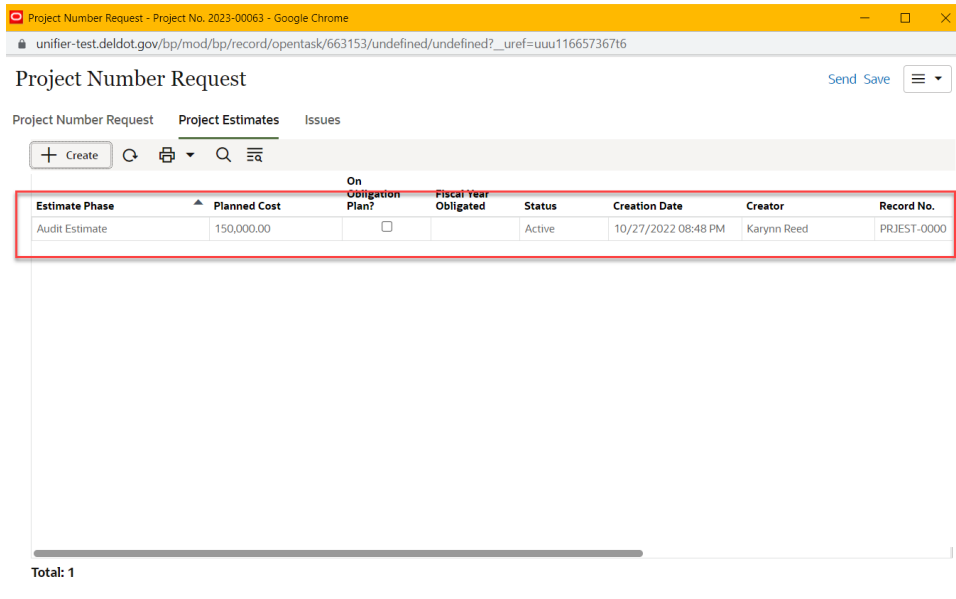 Project Number Request - Project No. 2023-00063 - Google Chrome
unifier-test.deldot.gov/bp/mod/bp/record/opentask/663153/undefined/undefined?__uref=uuu116657367t6
Project Number Request
Send Save
Project Number Request Project Estimates Issues
Create
Estimate Phase Planned Cost On Obligation Plan? Fiscal Year Obligated Status Creation Date Creator Record No.
Audit Estimate 150,000.00 Active 10/27/2022 08:48 PM Karynn Reed PRJEST-0000
Total: 1